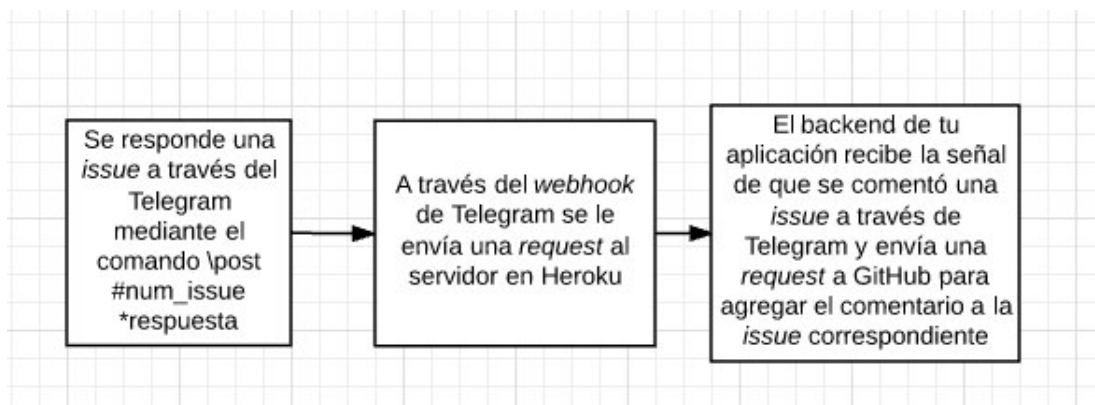 Se responde una
issue a través del
Telegram
mediante el
comando \post
#num_issue
*respuesta
A través del webhook
de Telegram se le
envía una request al
servidor en Heroku
El backend de tu
aplicación recibe la señal
de que se comentó una
issue a través de
Telegram y envía una
request a GitHub para
agregar el comentario a la
issue correspondiente